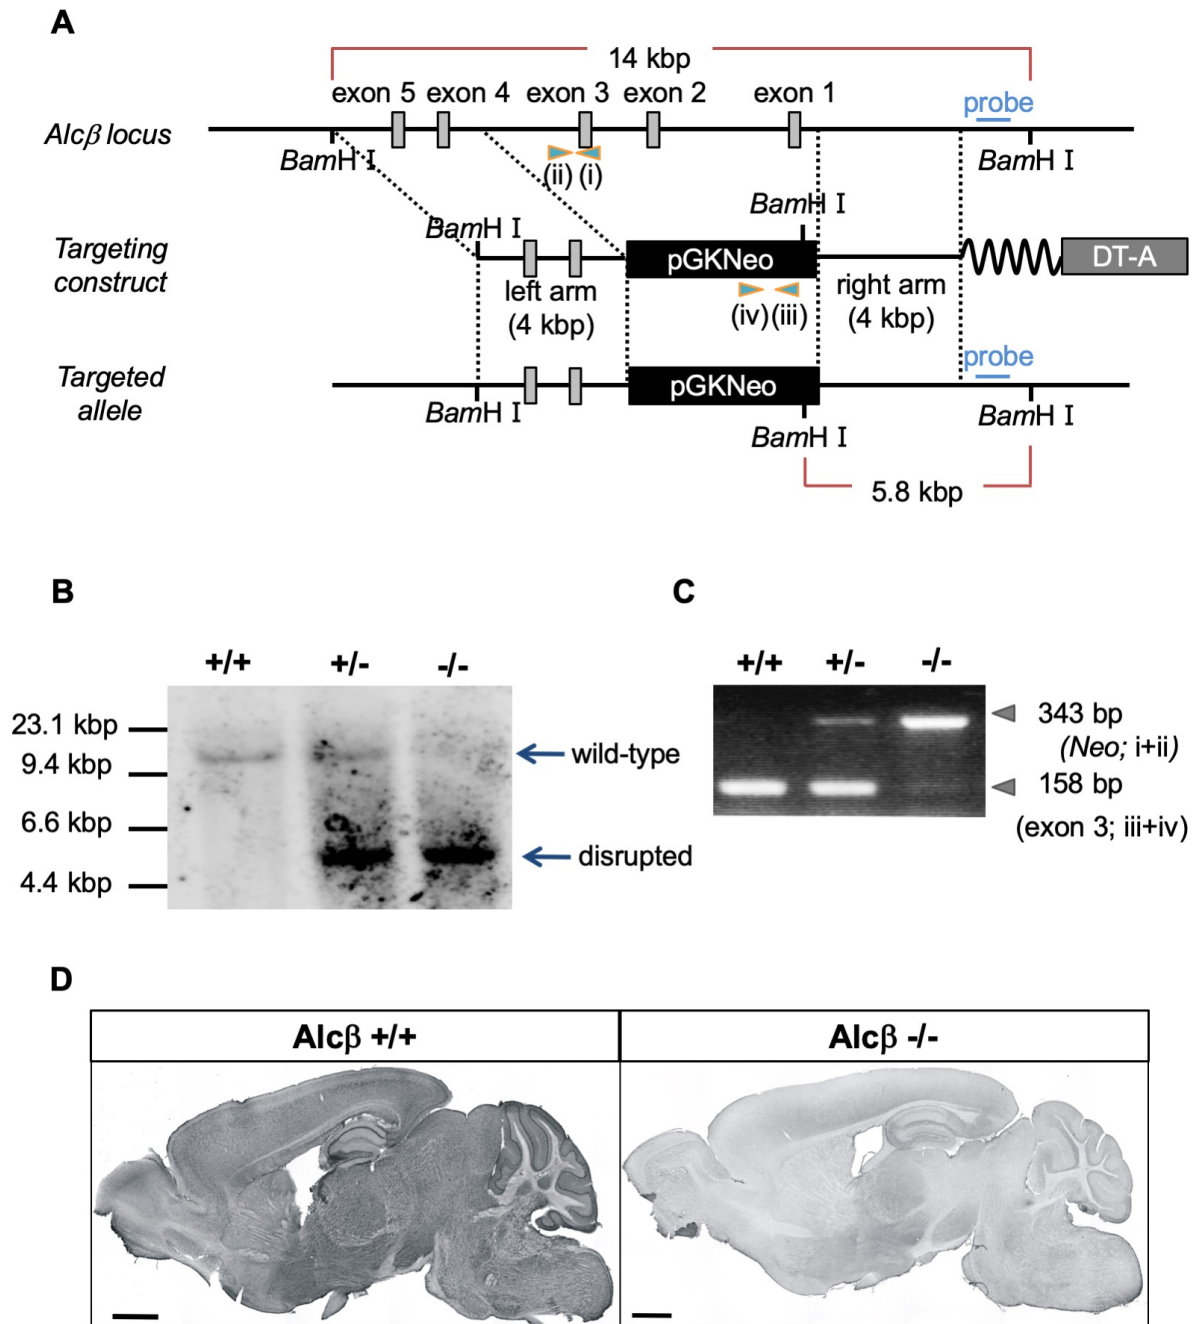 A
14 kbp
exon 5 exon 4 exon 3 exon 2 exon 1
probe
Alcβ locus
BamH I
(ii) (i)
BamH I
BamH I
BamH I
Targeting
construct
pGKNeo
DT-A
left arm
(4 kbp)
(iv) (iii)
right arm
(4 kbp)
probe
Targeted
allele
pGKNeo
BamH I
BamH I
BamH I
5.8 kbp
B
+/+ +/- -/-
23.1 kbp
9.4 kbp
6.6 kbp
4.4 kbp
wild-type
disrupted
C
+/+ +/- -/-
343 bp
(Neo; i+ii)
158 bp
(exon 3; iii+iv)
D
Alcβ +/+
Alcβ -/-